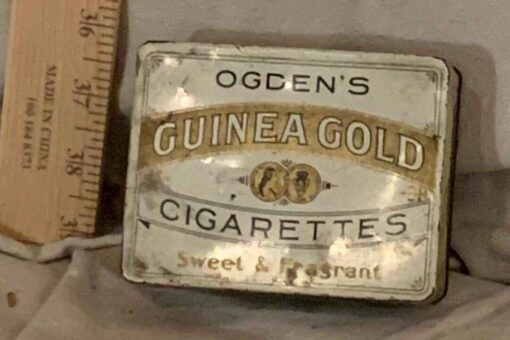 OGDEN'S
GUINEA GOLD
CIGARETTES
Sweet & Fragrant
36
37
38
MADE IN CHINA